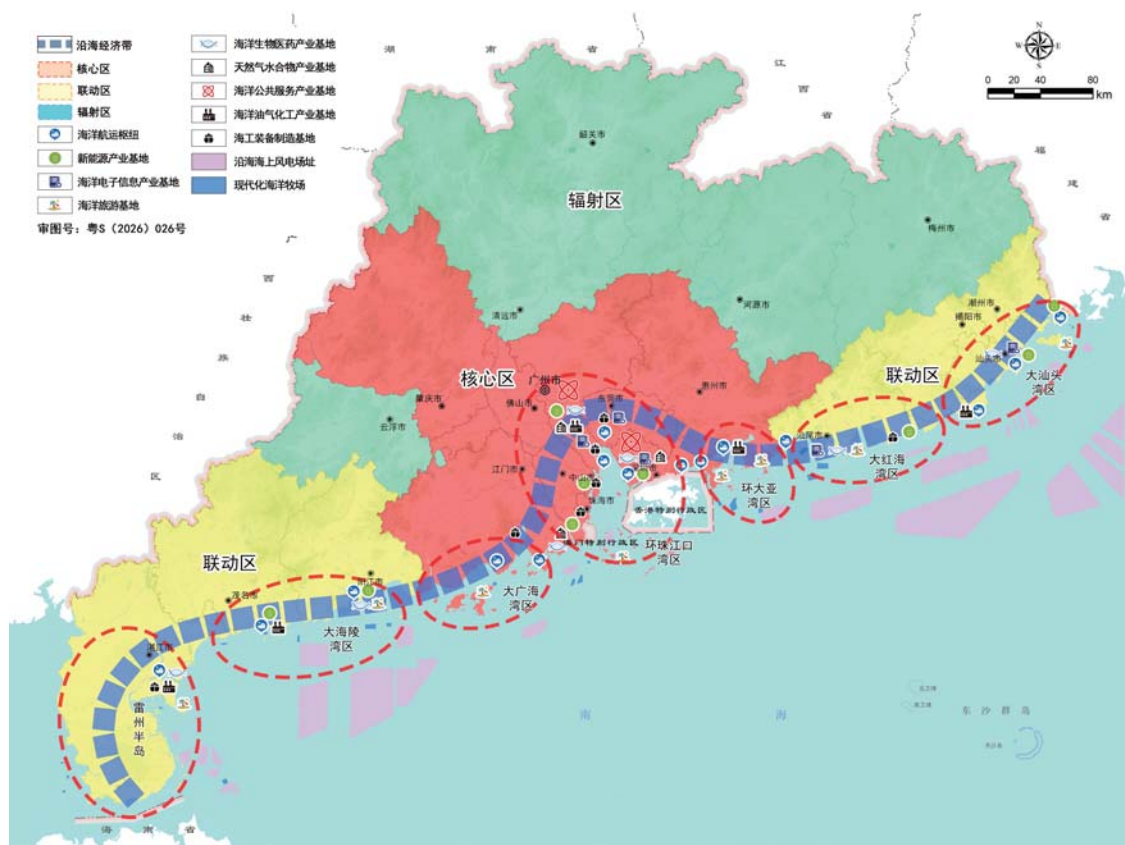 沿海经济带
核心区
联动区
辐射区
海洋航运枢纽
新能源产业基地
海洋电子信息产业基地
海洋旅游基地
海洋生物医药产业基地
天然气水合物产业基地
海洋公共服务产业基地
海洋油气化工产业基地
海工装备制造基地
沿海海上风电场址
现代化海洋牧场
审图号：粤S（2026）026号
N
W
E
S
0 20 40 80
km
湖南省
江西省
福建省
广西壮族自治区
海南省
韶关市
辐射区
梅州市
河源市
清远市
潮州市
揭阳市
汕头市
大汕头
湾区
联动区
核心区
广州市
惠州市
肇庆市
佛山市
东莞市
云浮市
汕尾市
大红海
湾区
江门市
中山市
环大亚
湾区
珠海市
香港特别行政区
澳门特别行政区
环珠江口
湾区
联动区
阳江市
大广海
湾区
茂名市
大海陵
湾区
湛江市
雷州半岛
南海
东沙群岛